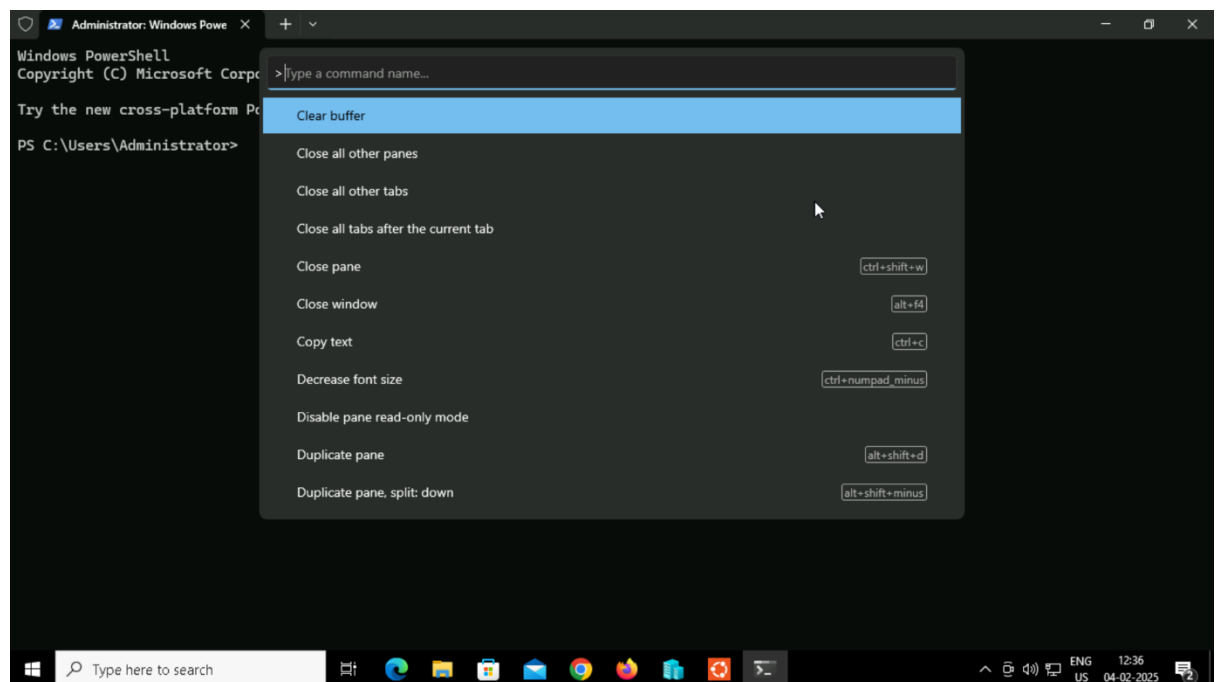 Administrator: Windows Powe
Windows PowerShell
Copyright (C) Microsoft Corpo
Try the new cross-platform Po
PS C:\Users\Administrator>
>Type a command name...
Clear buffer
Close all other panes
Close all other tabs
Close all tabs after the current tab
Close pane ctrl+shift+w
Close window alt+f4
Copy text ctrl+c
Decrease font size ctrl+numpad_minus
Disable pane read-only mode
Duplicate pane alt+shift+d
Duplicate pane, split: down alt+shift+minus
Type here to search
ENG
US
12:36
04-02-2025
2